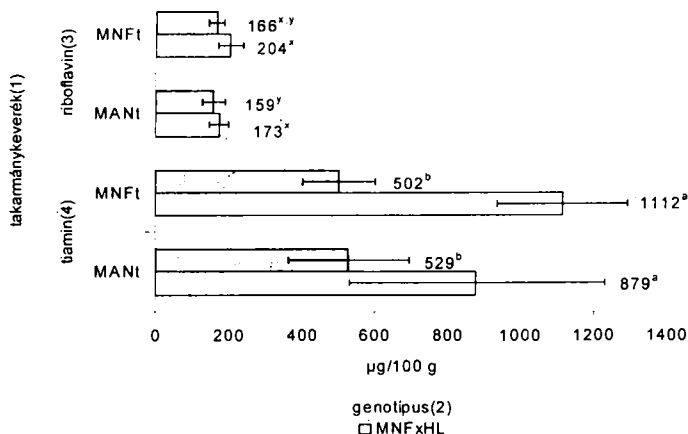 takarmánykeverék(1)
riboflavin(3)
MNFt
166x,y
204x
MANt
159y
173x
tiamin(4)
MNFt
502b
1112a
MANt
529b
879a
0 200 400 600 800 1000 1200 1400
µg/100 g
genotipus(2)
MNFxHL